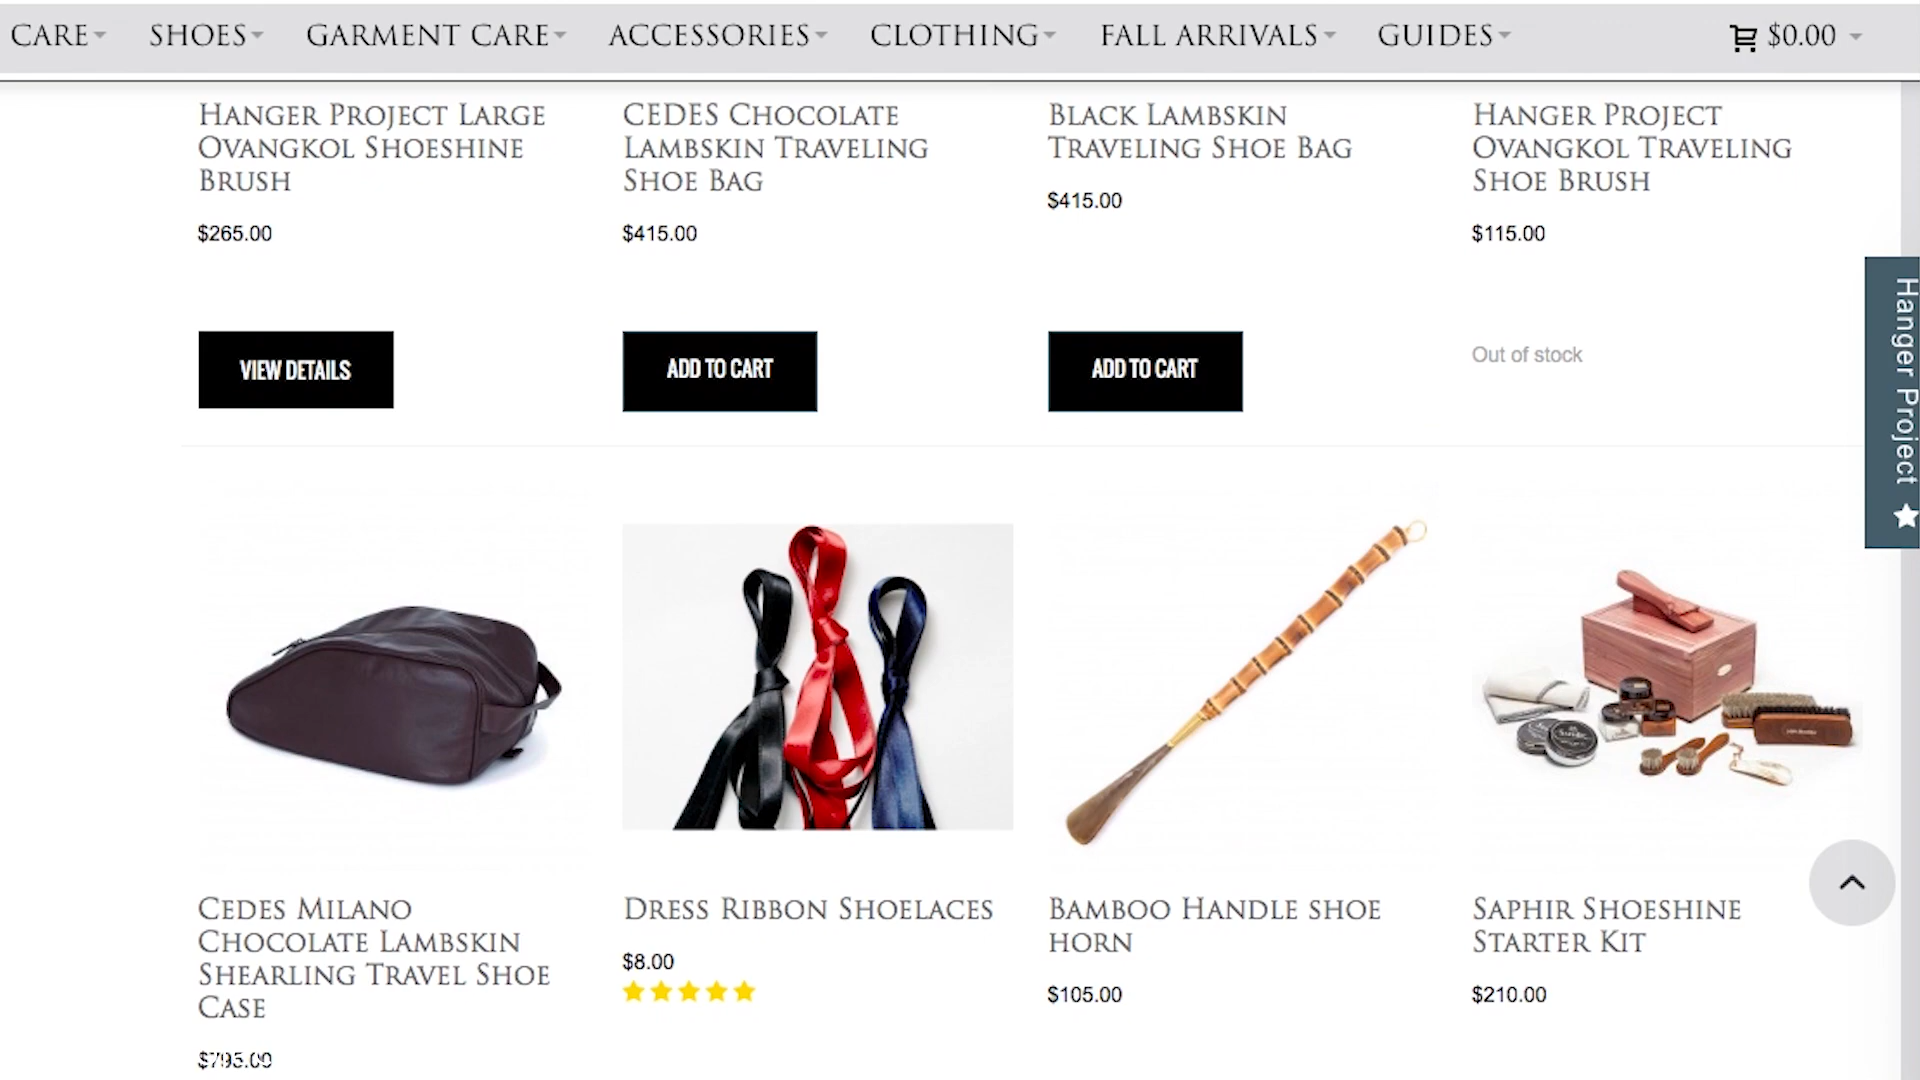 CARE SHOES GARMENT CARE ACCESSORIES CLOTHING FALL ARRIVALS GUIDES $0.00
HANGER PROJECT LARGE
OVANGKOL SHOESHINE
BRUSH
$265.00
VIEW DETAILS
CEDES CHOCOLATE
LAMBSKIN TRAVELING
SHOE BAG
$415.00
ADD TO CART
BLACK LAMBSKIN
TRAVELING SHOE BAG
$415.00
ADD TO CART
HANGER PROJECT
OVANGKOL TRAVELING
SHOE BRUSH
$115.00
Out of stock
Hanger Project
CEDES MILANO
CHOCOLATE LAMBSKIN
SHEARLING TRAVEL SHOE
CASE
$795.00
DRESS RIBBON SHOELACES
$8.00
BAMBOO HANDLE SHOE
HORN
$105.00
SAPHIR SHOESHINE
STARTER KIT
$210.00